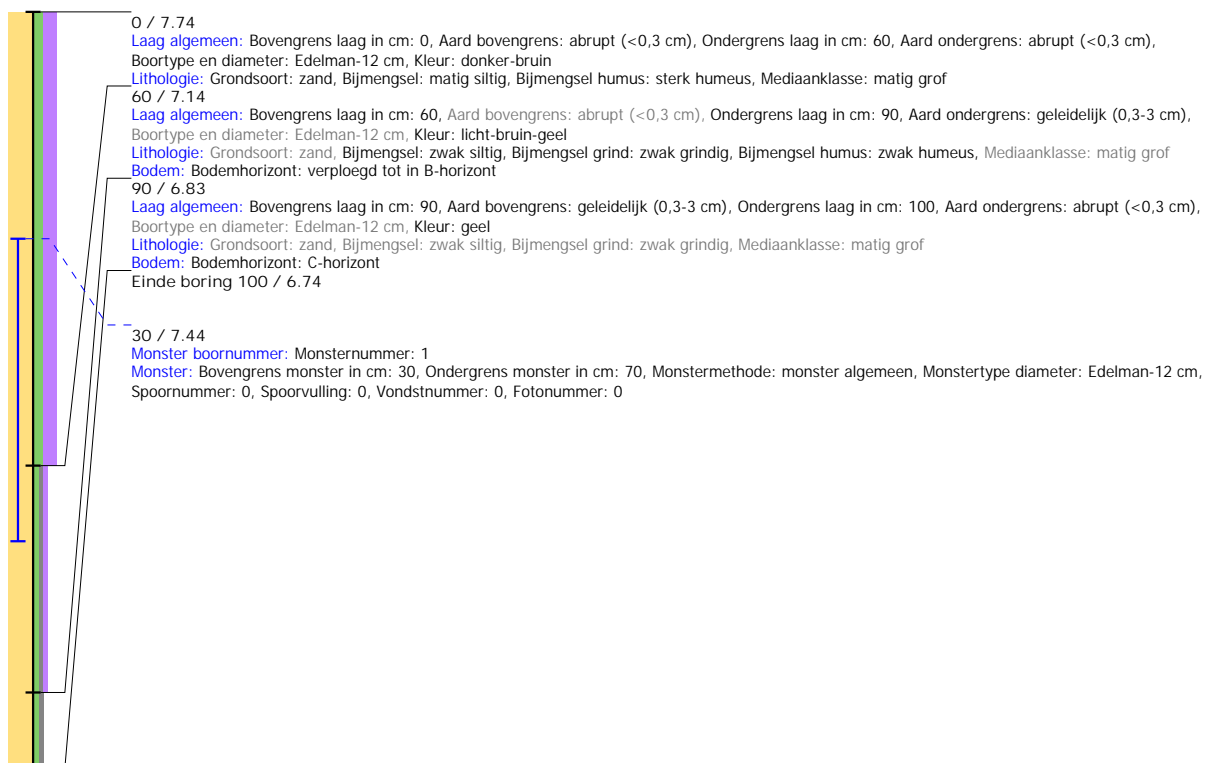 0 / 7.74
Laag algemeen: Bovengrens laag in cm: 0, Aard bovengrens: abrupt (<0,3 cm), Ondergrens laag in cm: 60, Aard ondergrens: abrupt (<0,3 cm),
Boortype en diameter: Edelman-12 cm, Kleur: donker-bruin
Lithologie: Grondsoort: zand, Bijmengsel: matig siltig, Bijmengsel humus: sterk humeus, Mediaanklasse: matig grof
60 / 7.14
Laag algemeen: Bovengrens laag in cm: 60, Aard bovengrens: abrupt (<0,3 cm), Ondergrens laag in cm: 90, Aard ondergrens: geleidelijk (0,3-3 cm),
Boortype en diameter: Edelman-12 cm, Kleur: licht-bruin-geel
Lithologie: Grondsoort: zand, Bijmengsel: zwak siltig, Bijmengsel grind: zwak grindig, Bijmengsel humus: zwak humeus, Mediaanklasse: matig grof
Bodem: Bodemhorizont: verploegd tot in B-horizont
90 / 6.83
Laag algemeen: Bovengrens laag in cm: 90, Aard bovengrens: geleidelijk (0,3-3 cm), Ondergrens laag in cm: 100, Aard ondergrens: abrupt (<0,3 cm),
Boortype en diameter: Edelman-12 cm, Kleur: geel
Lithologie: Grondsoort: zand, Bijmengsel: zwak siltig, Bijmengsel grind: zwak grindig, Mediaanklasse: matig grof
Bodem: Bodemhorizont: C-horizont
Einde boring 100 / 6.74
30 / 7.44
Monster boornummer: Monsternummer: 1
Monster: Bovengrens monster in cm: 30, Ondergrens monster in cm: 70, Monstermethode: monster algemeen, Monstertype diameter: Edelman-12 cm,
Spoornummer: 0, Spoorvulling: 0, Vondstnummer: 0, Fotonummer: 0